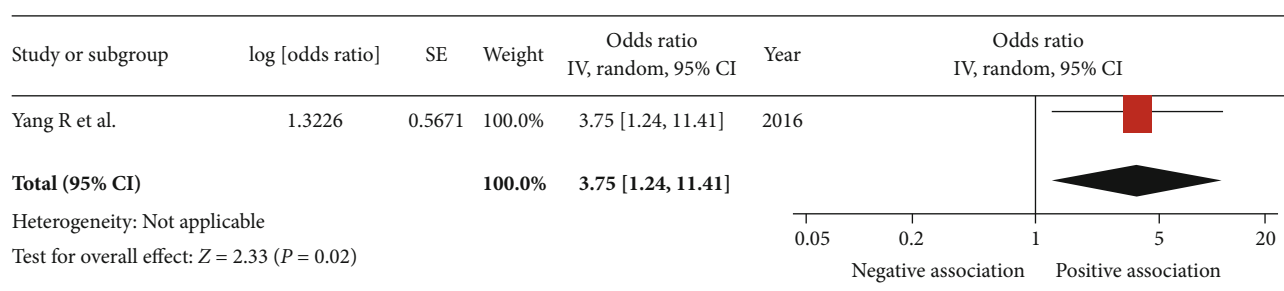 Study or subgroup log [odds ratio] SE Weight Odds ratio IV, random, 95% CI Year Odds ratio IV, random, 95% CI
Yang R et al. 1.3226 0.5671 100.0% 3.75 [1.24, 11.41] 2016
Total (95% CI) 100.0% 3.75 [1.24, 11.41]
Heterogeneity: Not applicable
Test for overall effect: Z = 2.33 (P = 0.02)
0.05 0.2 1 5 20
Negative association Positive association